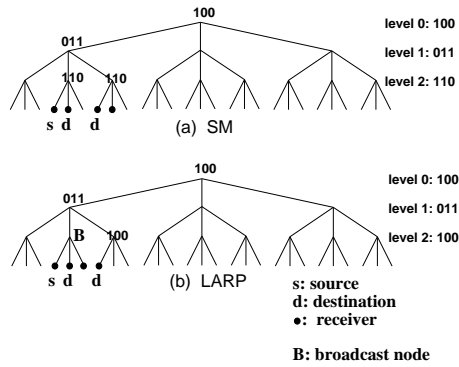 100
level 0: 100
011
level 1: 011
110 110
level 2: 110
s d d
(a) SM
100
level 0: 100
011
level 1: 011
B 100
level 2: 100
s d d
(b) LARP
s: source
d: destination
●: receiver
B: broadcast node